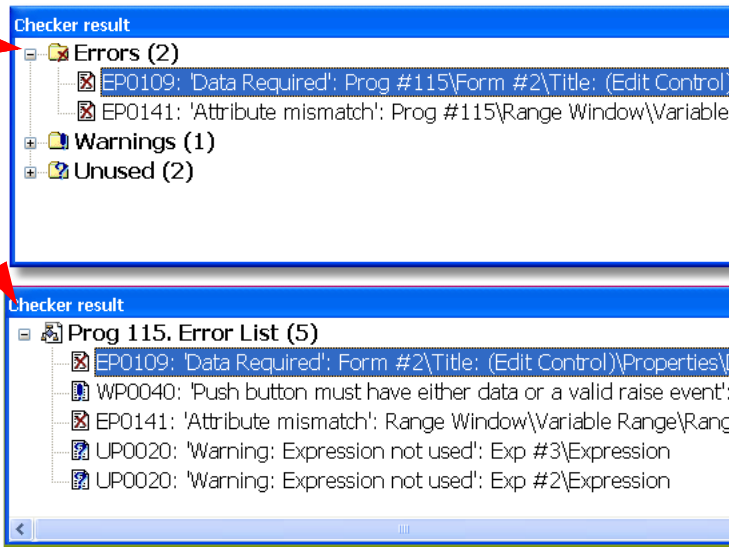 Checker result
Errors (2)
EP0109: 'Data Required': Prog #115\Form #2\Title: (Edit Control)
EP0141: 'Attribute mismatch': Prog #115\Range Window\Variable
Warnings (1)
Unused (2)
Checker result
Prog 115. Error List (5)
EP0109: 'Data Required': Form #2\Title: (Edit Control)\Properties\
WP0040: 'Push button must have either data or a valid raise event':
EP0141: 'Attribute mismatch': Range Window\Variable Range\Rang
UP0020: 'Warning: Expression not used': Exp #3\Expression
UP0020: 'Warning: Expression not used': Exp #2\Expression